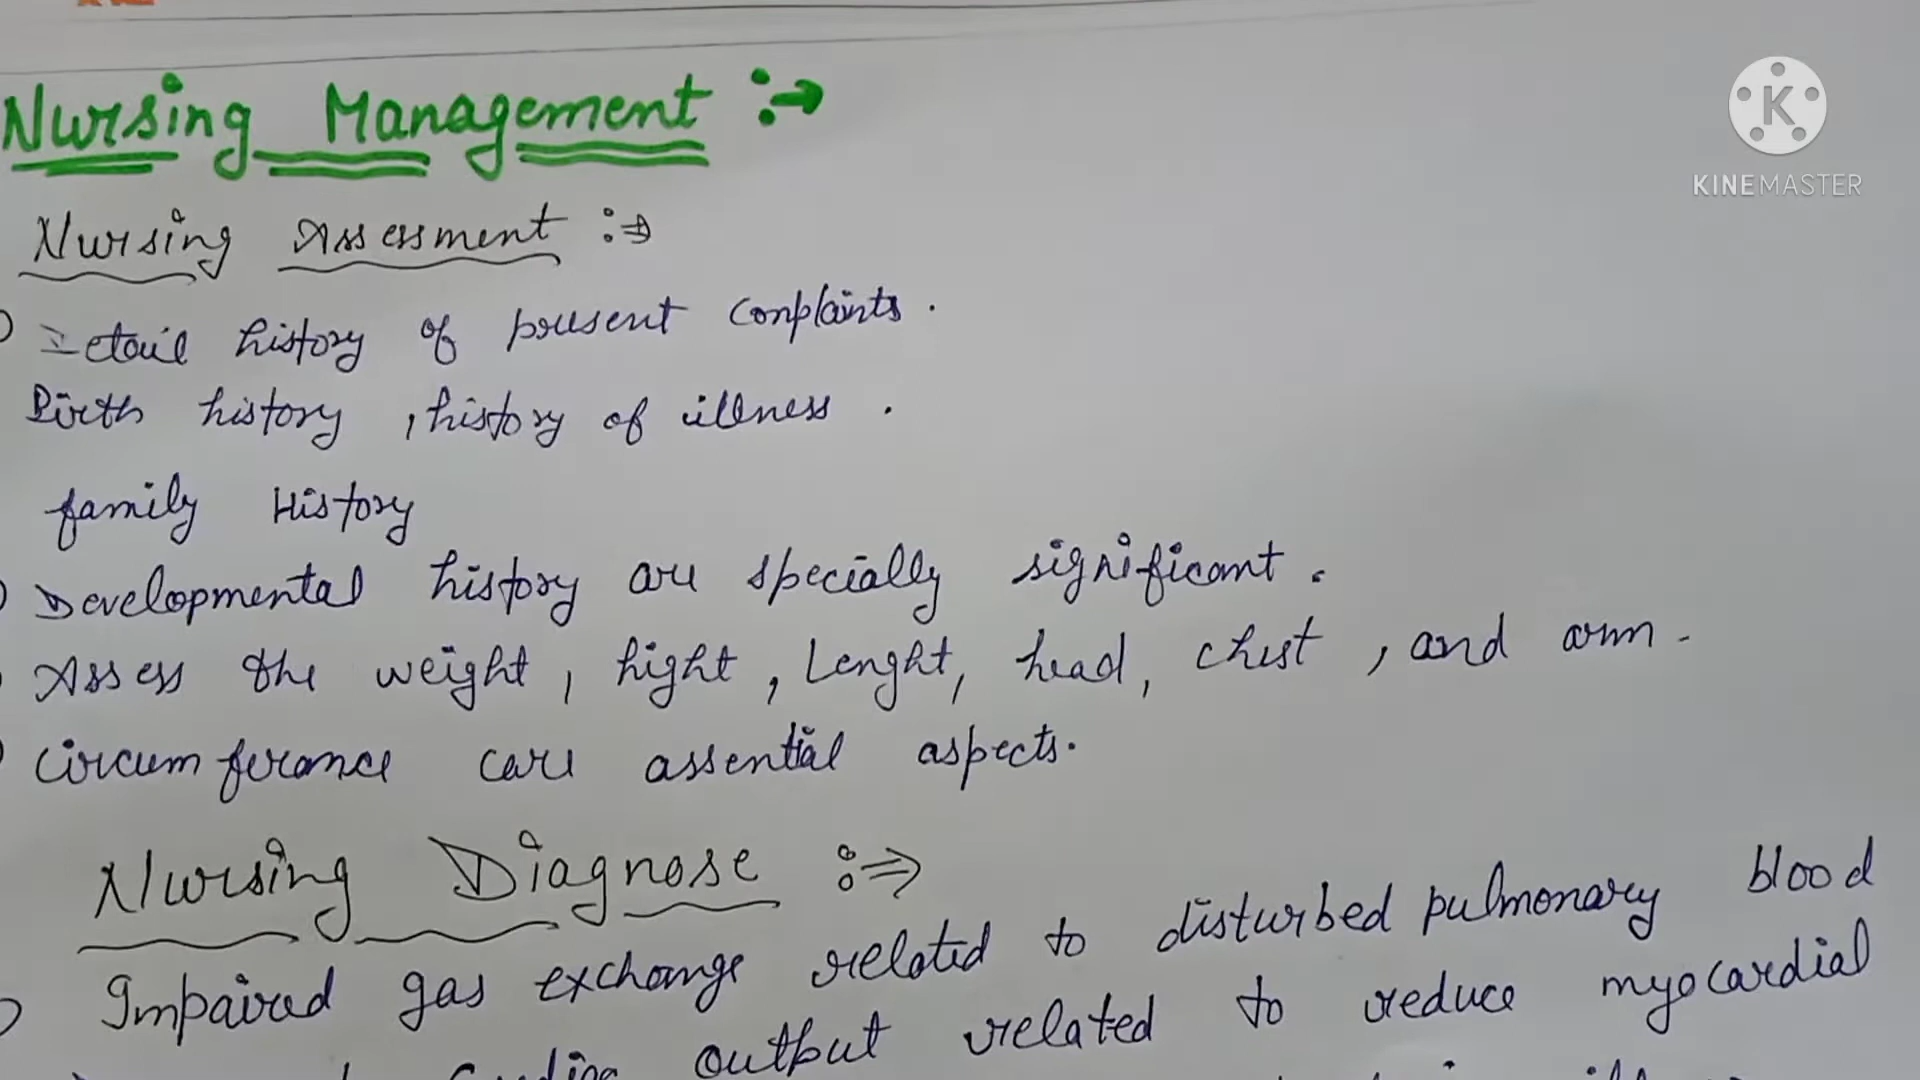 Nursing Management :→
KINEMASTER
Nursing Assessment :⇒
Detail history of present Conplaints.
Birth history, history of illness.
family History
Developmental history are specially significant.
Assess the weight, hight, Lenght, head, chest, and arm.
circumferance care assential aspects.
Nursing Diagnose :⇒
Impaired gas exchange related to disturbed pulmonary blood
output related to reduce myocardial